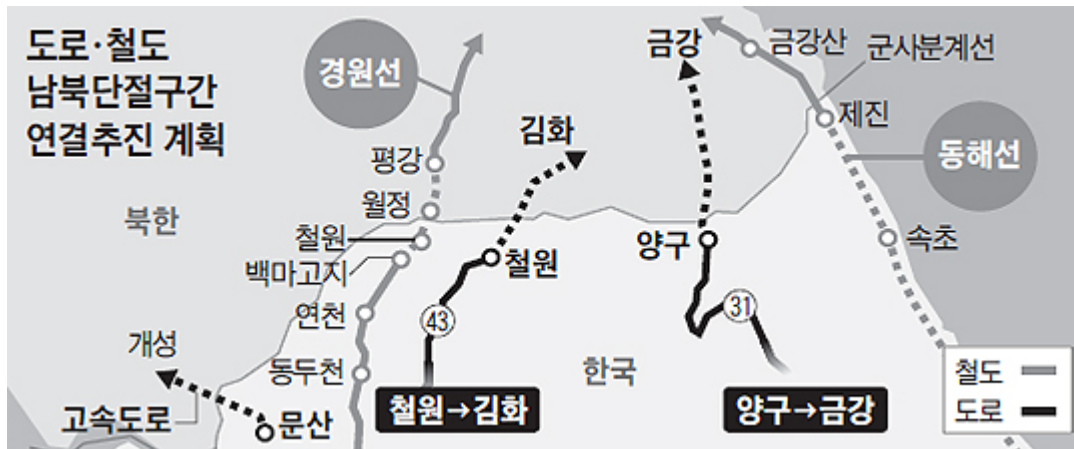 도로·철도
남북단절구간
연결추진 계획
경원선
금강
금강산
군사분계선
김화
제진
동해선
평강
월정
북한
철원
백마고지
철원
양구
속초
연천
43
31
개성
동두천
한국
고속도로
문산
철원→김화
양구→금강
철도
도로